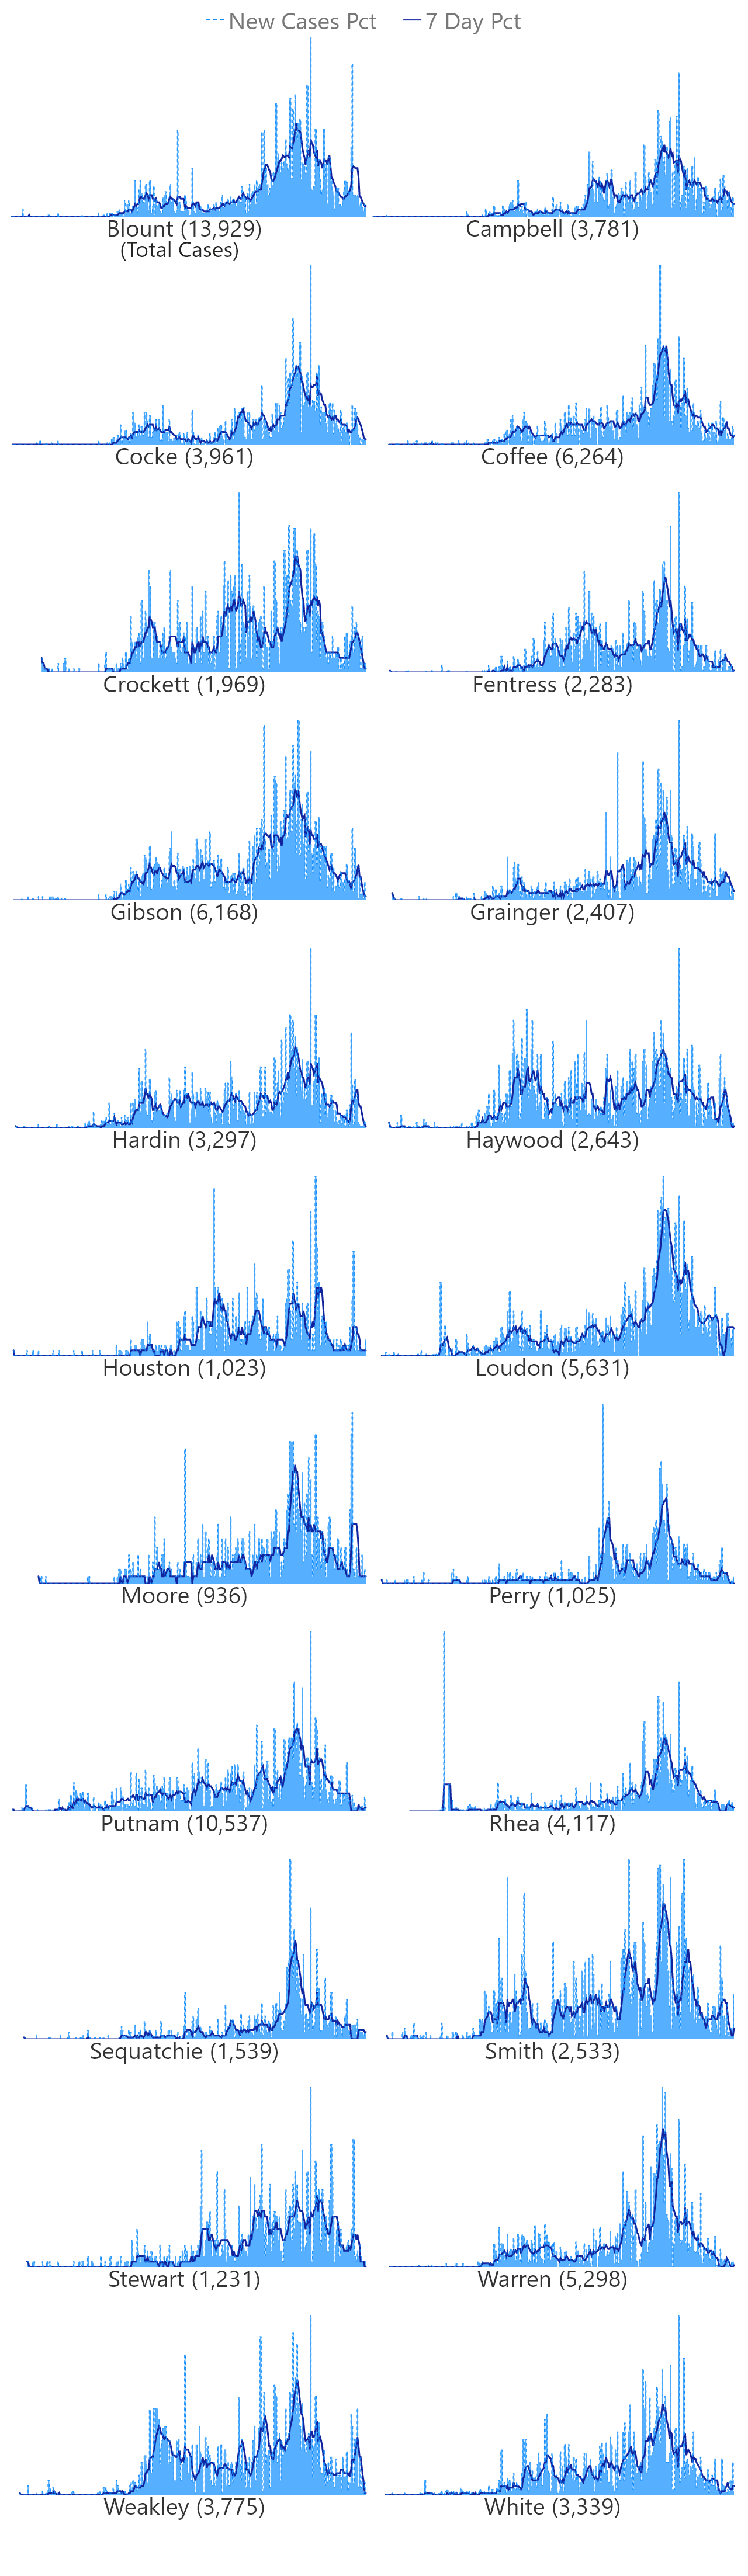 New Cases Pct 7 Day Pct
Blount (13,929) Campbell (3,781)
(Total Cases)
Cocke (3,961) Coffee (6,264)
Crockett (1,969) Fentress (2,283)
Gibson (6,168) Grainger (2,407)
Hardin (3,297) Haywood (2,643)
Houston (1,023) Loudon (5,631)
Moore (936) Perry (1,025)
Putnam (10,537) Rhea (4,117)
Sequatchie (1,539) Smith (2,533)
Stewart (1,231) Warren (5,298)
Weakley (3,775) White (3,339)